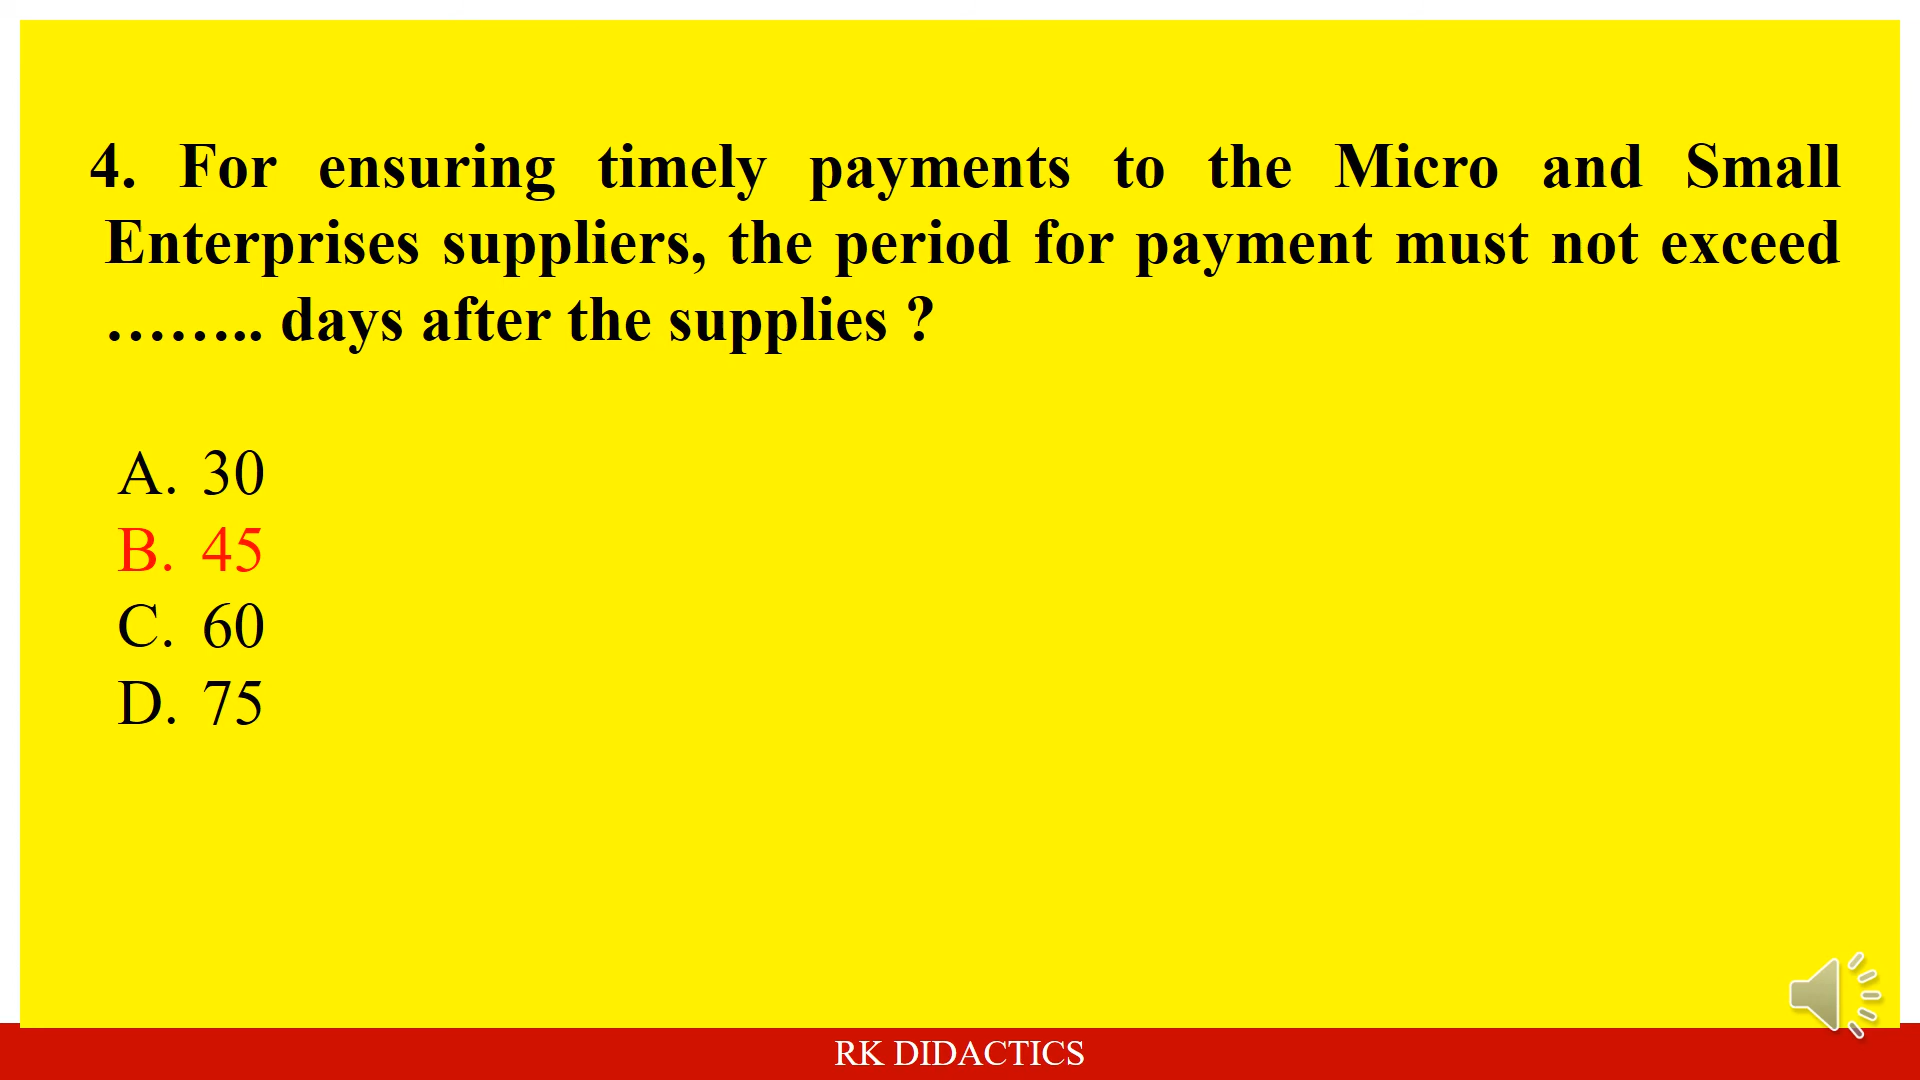 4. For ensuring timely payments to the Micro and Small
Enterprises suppliers, the period for payment must not exceed
…….. days after the supplies ?
A. 30
B. 45
C. 60
D. 75
RK DIDACTICS